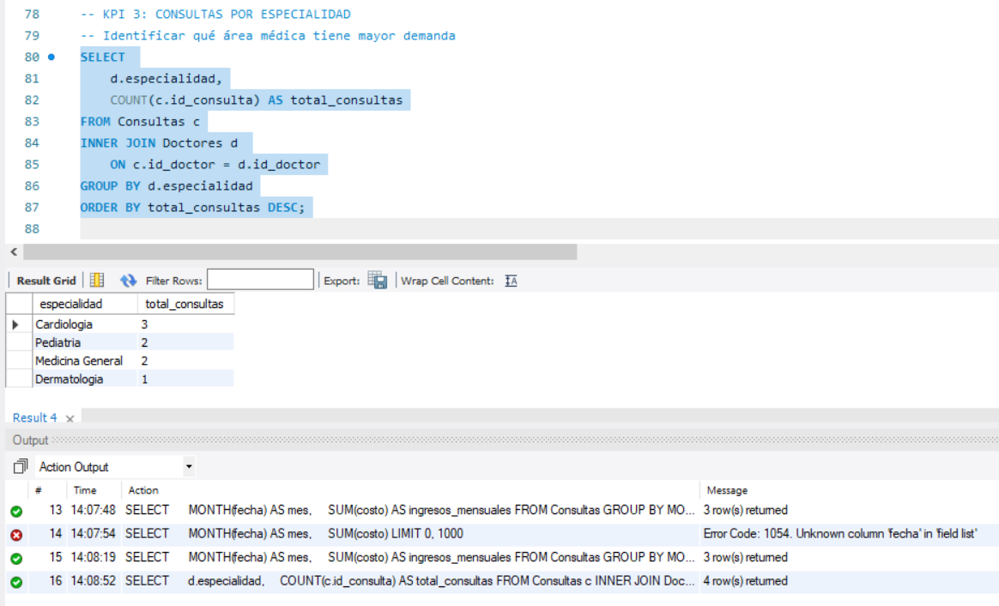 78 -- KPI 3: CONSULTAS POR ESPECIALIDAD
79 -- Identificar qué área médica tiene mayor demanda
80 SELECT
81 d.especialidad,
82 COUNT(c.id_consulta) AS total_consultas
83 FROM Consultas c
84 INNER JOIN Doctores d
85 ON c.id_doctor = d.id_doctor
86 GROUP BY d.especialidad
87 ORDER BY total_consultas DESC;
88
Result Grid Filter Rows: Export: Wrap Cell Content: IA
especialidad total_consultas
Cardiologia 3
Pediatria 2
Medicina General 2
Dermatologia 1
Result 4 ×
Output
Action Output
# Time Action Message
13 14:07:48 SELECT MONTH(fecha) AS mes, SUM(costo) AS ingresos_mensuales FROM Consultas GROUP BY MO... 3 row(s) returned
14 14:07:54 SELECT MONTH(fecha) AS mes, SUM(costo) LIMIT 0, 1000 Error Code: 1054. Unknown column 'fecha' in 'field list'
15 14:08:19 SELECT MONTH(fecha) AS mes, SUM(costo) AS ingresos_mensuales FROM Consultas GROUP BY MO... 3 row(s) returned
16 14:08:52 SELECT d.especialidad, COUNT(c.id_consulta) AS total_consultas FROM Consultas c INNER JOIN Doc... 4 row(s) returned